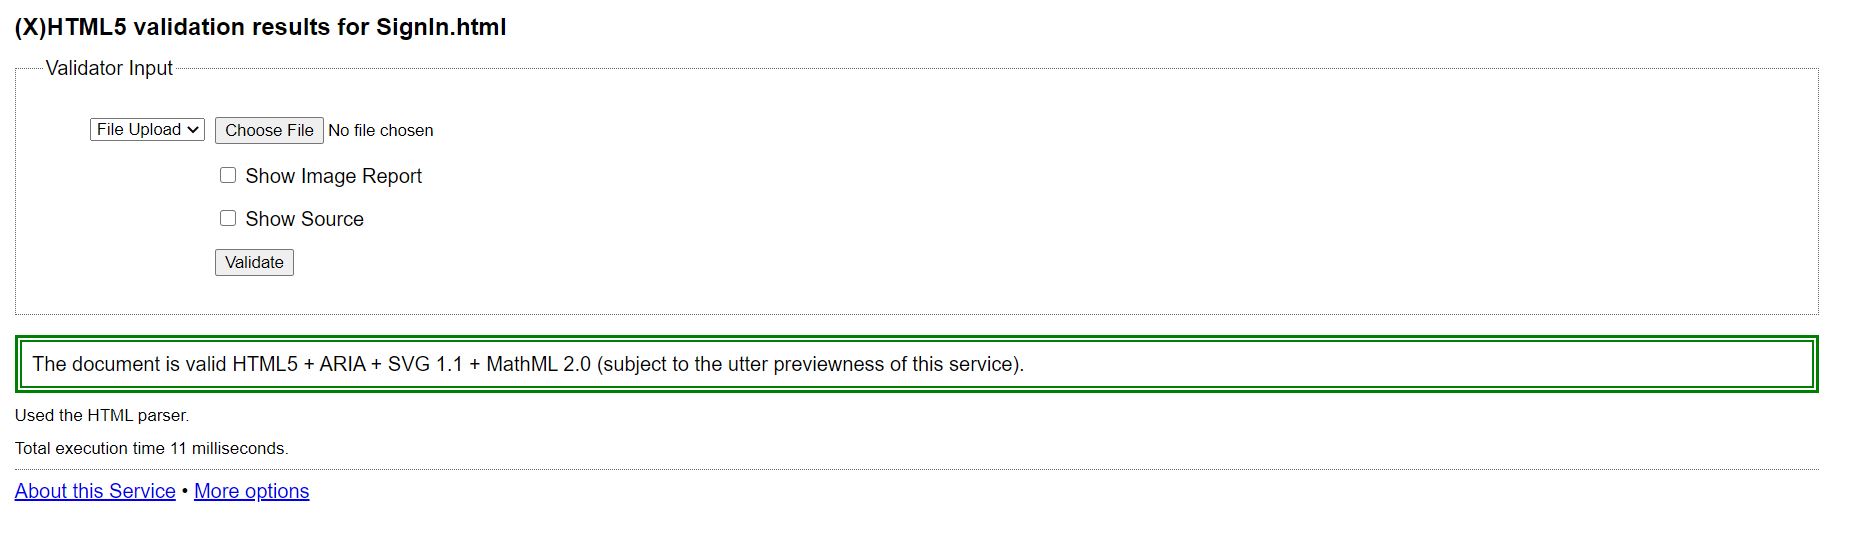 (X)HTML5 validation results for SignIn.html
Validator Input
File Upload Choose File No file chosen
Show Image Report
Show Source
Validate
The document is valid HTML5 + ARIA + SVG 1.1 + MathML 2.0 (subject to the utter previewness of this service).
Used the HTML parser.
Total execution time 11 milliseconds.
About this Service • More options